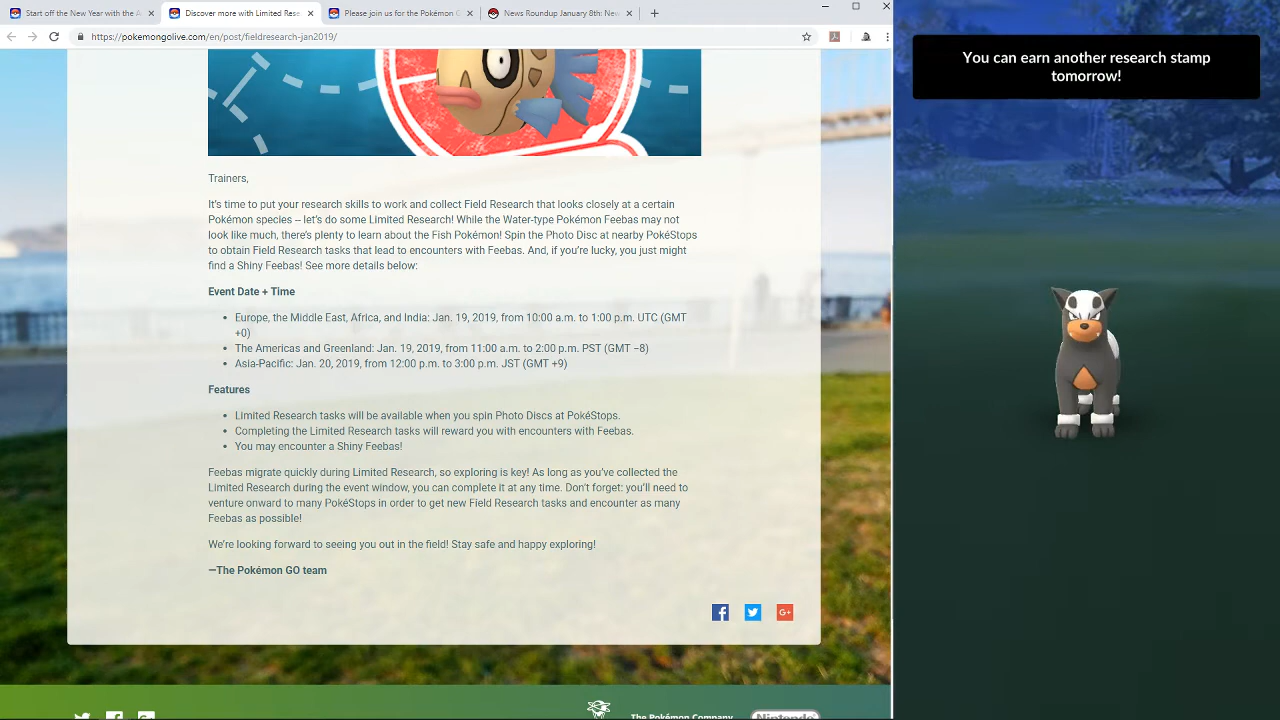 Start off the New Year with the A
Discover more with Limited Rese
Please join us for the Pokémon G
News Roundup January 8th: New
https://pokemongolive.com/en/post/fieldresearch-jan2019/
You can earn another research stamp
tomorrow!
Trainers,
It's time to put your research skills to work and collect Field Research that looks closely at a certain
Pokémon species -- let's do some Limited Research! While the Water-type Pokémon Feebas may not
look like much, there's plenty to learn about the Fish Pokémon! Spin the Photo Disc at nearby PokéStops
to obtain Field Research tasks that lead to encounters with Feebas. And, if you're lucky, you just might
find a Shiny Feebas! See more details below:
Event Date + Time
• Europe, the Middle East, Africa, and India: Jan. 19, 2019, from 10:00 a.m. to 1:00 p.m. UTC (GMT
+0)
• The Americas and Greenland: Jan. 19, 2019, from 11:00 a.m. to 2:00 p.m. PST (GMT −8)
• Asia-Pacific: Jan. 20, 2019, from 12:00 p.m. to 3:00 p.m. JST (GMT +9)
Features
• Limited Research tasks will be available when you spin Photo Discs at PokéStops.
• Completing the Limited Research tasks will reward you with encounters with Feebas.
• You may encounter a Shiny Feebas!
Feebas migrate quickly during Limited Research, so exploring is key! As long as you've collected the
Limited Research during the event window, you can complete it at any time. Don't forget: you'll need to
venture onward to many PokéStops in order to get new Field Research tasks and encounter as many
Feebas as possible!
We're looking forward to seeing you out in the field! Stay safe and happy exploring!
—The Pokémon GO team
G+
The Pokémon Company
Nintendo